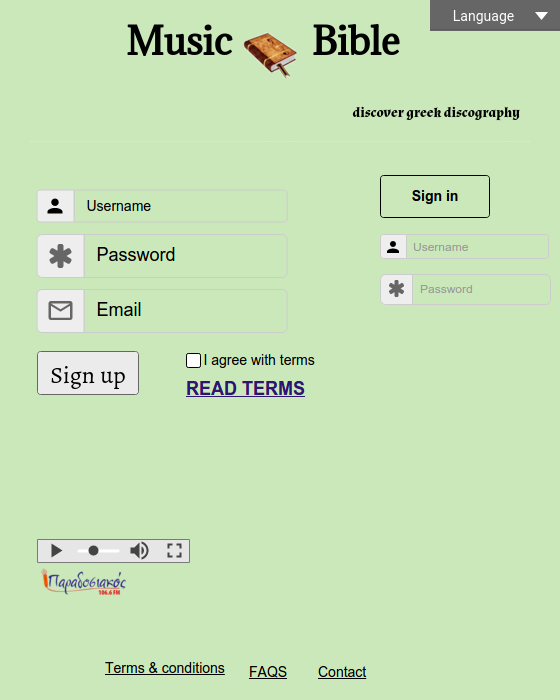 Language
Music Bible
discover greek discography
Sign in
Username
Username
Password
Password
Email
I agree with terms
Sign up
READ TERMS
Παραδοσιακός
106.6 FM
Terms & conditions FAQS Contact